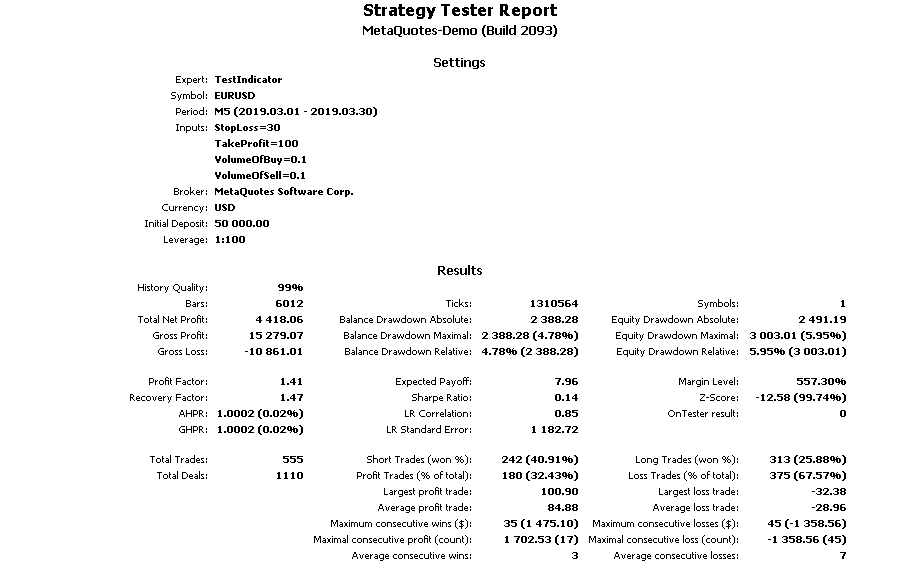 Strategy Tester Report
MetaQuotes-Demo (Build 2093)
Settings
Expert: TestIndicator
Symbol: EURUSD
Period: M5 (2019.03.01 - 2019.03.30)
Inputs: StopLoss=30
TakeProfit=100
VolumeOfBuy=0.1
VolumeOfSell=0.1
Broker: MetaQuotes Software Corp.
Currency: USD
Initial Deposit: 50 000.00
Leverage: 1:100
Results
History Quality: 99%
Bars: 6012 Ticks: 1310564 Symbols: 1
Total Net Profit: 4 418.06 Balance Drawdown Absolute: 2 388.28 Equity Drawdown Absolute: 2 491.19
Gross Profit: 15 279.07 Balance Drawdown Maximal: 2 388.28 (4.78%) Equity Drawdown Maximal: 3 003.01 (5.95%)
Gross Loss: -10 861.01 Balance Drawdown Relative: 4.78% (2 388.28) Equity Drawdown Relative: 5.95% (3 003.01)
Profit Factor: 1.41 Expected Payoff: 7.96 Margin Level: 557.30%
Recovery Factor: 1.47 Sharpe Ratio: 0.14 Z-Score: -12.58 (99.74%)
AHPR: 1.0002 (0.02%) LR Correlation: 0.85 OnTester result: 0
GHPR: 1.0002 (0.02%) LR Standard Error: 1 182.72
Total Trades: 555 Short Trades (won %): 242 (40.91%) Long Trades (won %): 313 (25.88%)
Total Deals: 1110 Profit Trades (% of total): 180 (32.43%) Loss Trades (% of total): 375 (67.57%)
Largest profit trade: 100.90 Largest loss trade: -32.38
Average profit trade: 84.88 Average loss trade: -28.96
Maximum consecutive wins ($): 35 (1 475.10) Maximum consecutive losses ($): 45 (-1 358.56)
Maximal consecutive profit (count): 1 702.53 (17) Maximal consecutive loss (count): -1 358.56 (45)
Average consecutive wins: 3 Average consecutive losses: 7